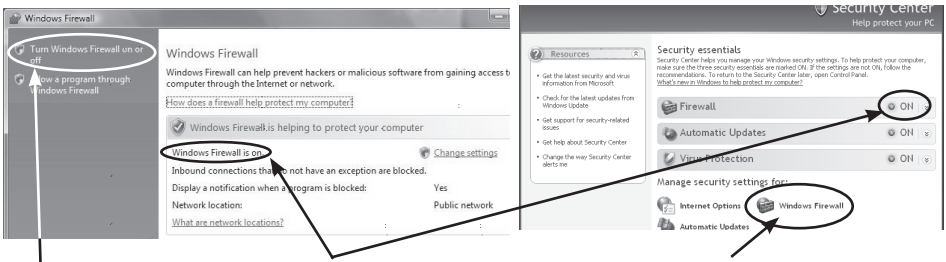 Windows Firewall
Turn Windows Firewall on or
off
Allow a program through
Windows Firewall
Windows Firewall
Windows Firewall can help prevent hackers or malicious software from gaining access to
computer through the Internet or network.
How does a firewall help protect my computer?
Windows Firewall is helping to protect your computer
Windows Firewall is on.
Change settings
Inbound connections that do not have an exception are blocked.
Display a notification when a program is blocked: Yes
Network location: Public network
What are network locations?
Security Center
Help protect your PC
Resources
Get the latest security and virus
information from Microsoft
Check for the latest updates from
Windows Update
Get support for security-related
issues
Get help about Security Center
Change the way Security Center
alerts me
Security essentials
Security Center helps you manage your Windows security settings. To help protect your computer,
make sure the three security essentials are marked ON. If the settings are not ON, follow the
recommendations. To return to the Security Center later, open Control Panel.
What's new in Windows to help protect my computer?
Firewall ON
Automatic Updates ON
Virus Protection ON
Manage security settings for:
Internet Options
Windows Firewall
Automatic Updates